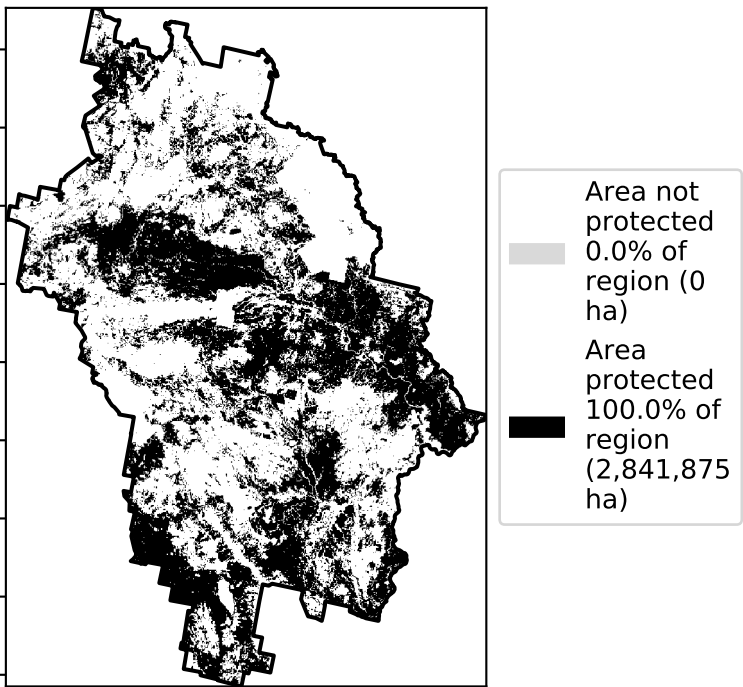 Area not
protected
0.0% of
region (0
ha)
Area
protected
100.0% of
region
(2,841,875
ha)